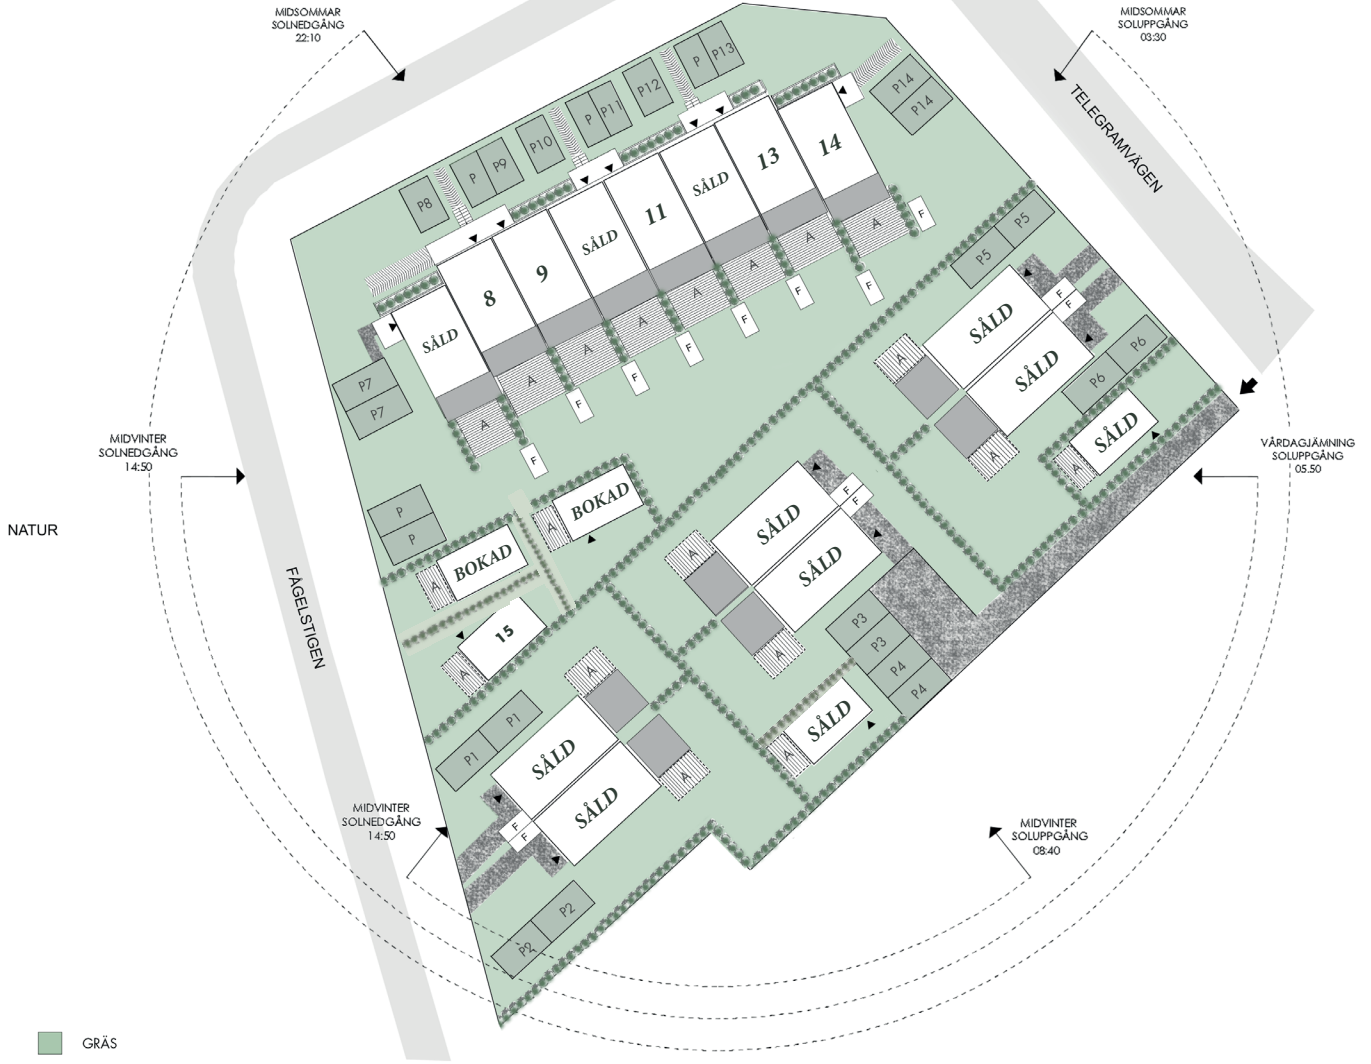 MIDSOMMAR
SOLNEDGÅNG
22:10
MIDSOMMAR
SOLUPPGÅNG
03:30
TELEGRAMVÄGEN
P
P13
P12
P
P11
P10
P
P9
P8
P14
P14
14
13
SÅLD
11
SÅLD
9
8
SÅLD
A
A
A
A
A
A
A
A
F
F
F
F
F
F
F
F
P7
P7
P5
P5
SÅLD
SÅLD
F
F
A
A
P6
P6
SÅLD
A
MIDVINTER
SOLNEDGÅNG
14:50
VÅRDAGJÄMNING
SOLUPPGÅNG
05.50
NATUR
FÅGELSTIGEN
P
P
BOKAD
A
BOKAD
A
15
A
SÅLD
SÅLD
F
F
A
A
P3
P3
P4
P4
SÅLD
A
P1
P1
SÅLD
SÅLD
A
A
F
F
P2
P2
MIDVINTER
SOLNEDGÅNG
14:50
MIDVINTER
SOLUPPGÅNG
08:40
GRÄS